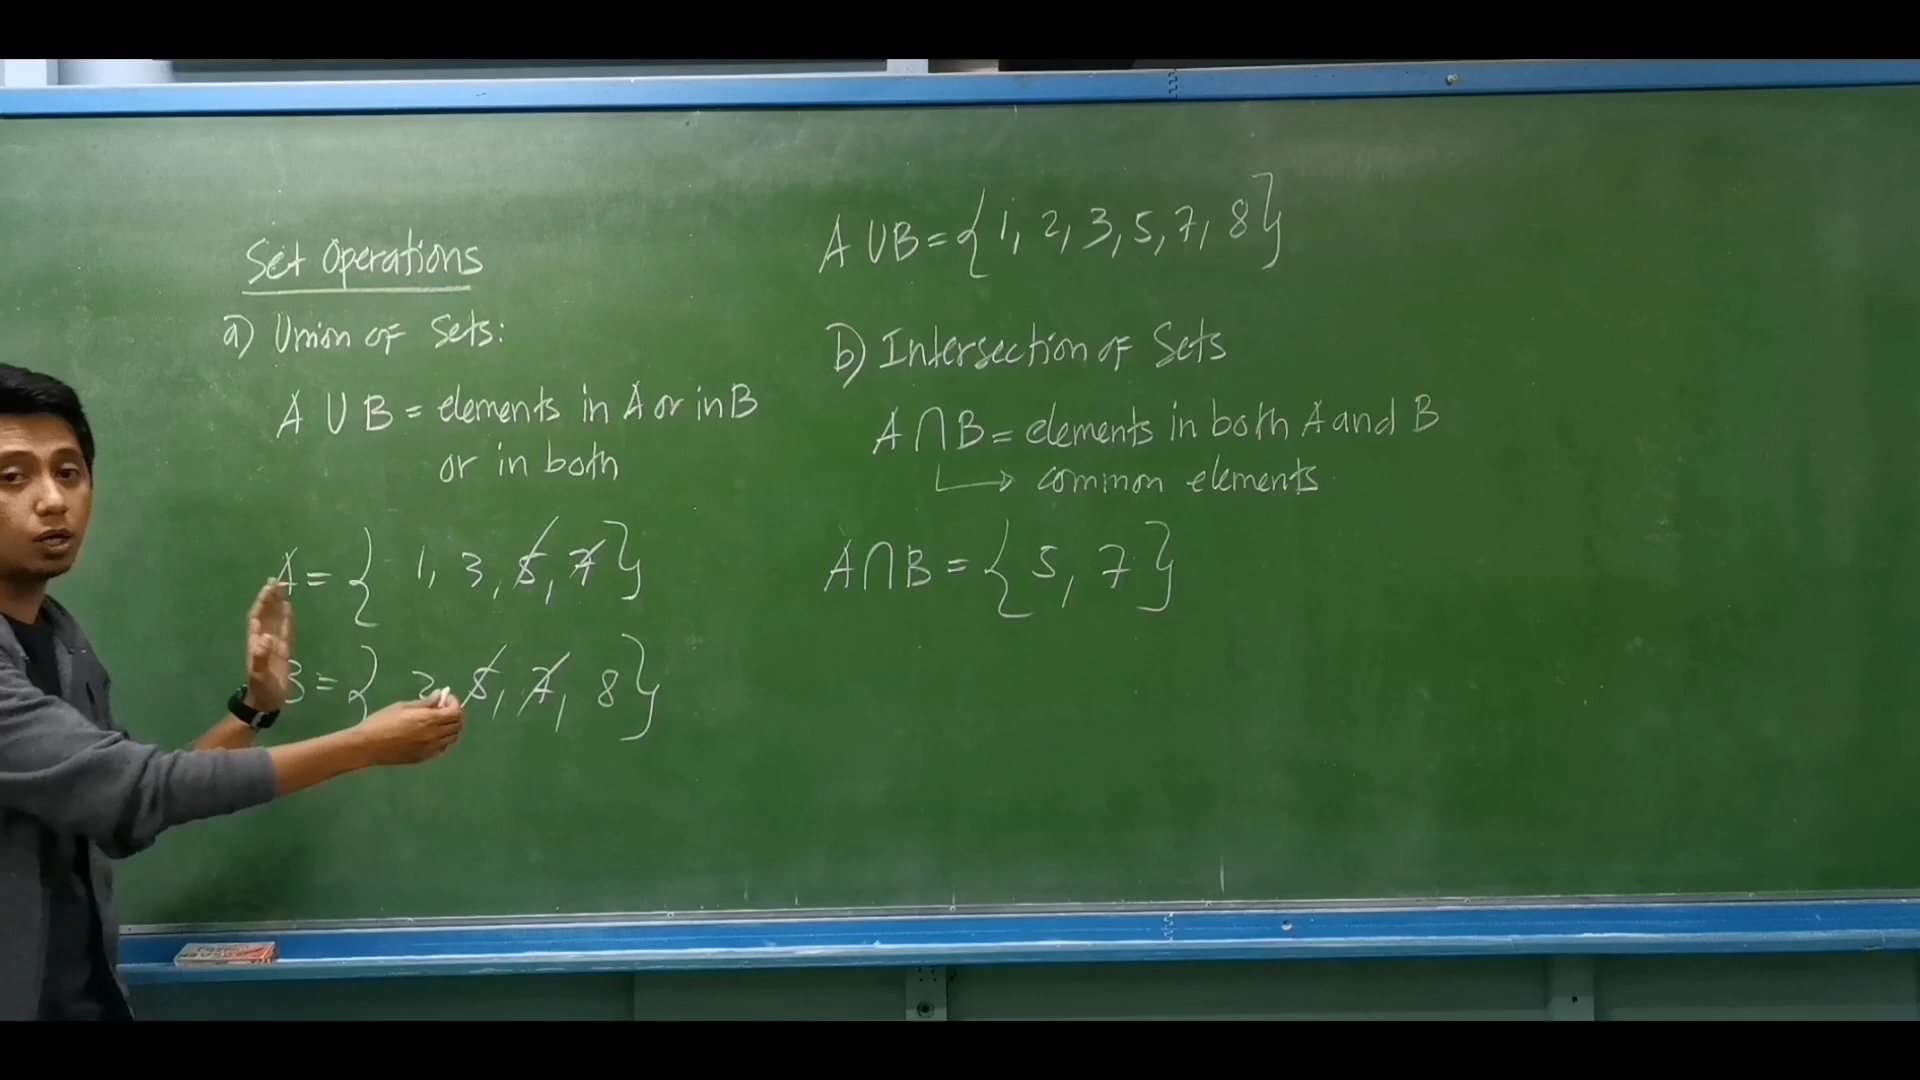 Set Operations
a) Union of Sets:
A ∪ B = elements in A or in B
or in both
A = { 1, 3, 5, 7}
B = { 2, 5, 7, 8}
A ∪ B = {1, 2, 3, 5, 7, 8}
b) Intersection of Sets
A ∩ B = elements in both A and B
→ common elements
A ∩ B = {5, 7}